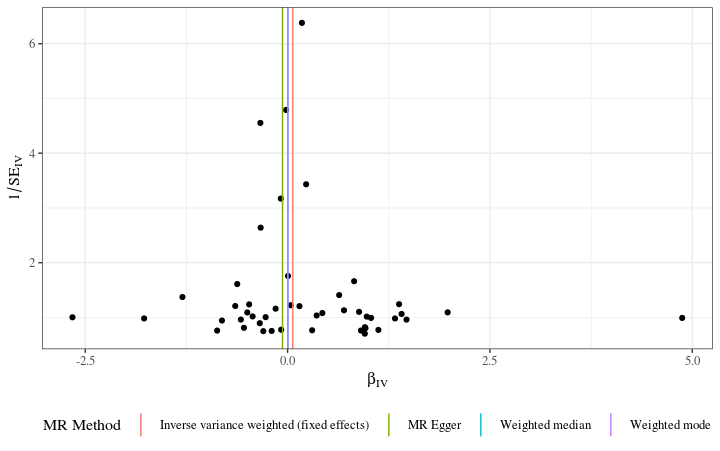 6
4
2
1/SE_IV
-2.5
0.0
2.5
5.0
β_IV
MR Method
Inverse variance weighted (fixed effects)
MR Egger
Weighted median
Weighted mode